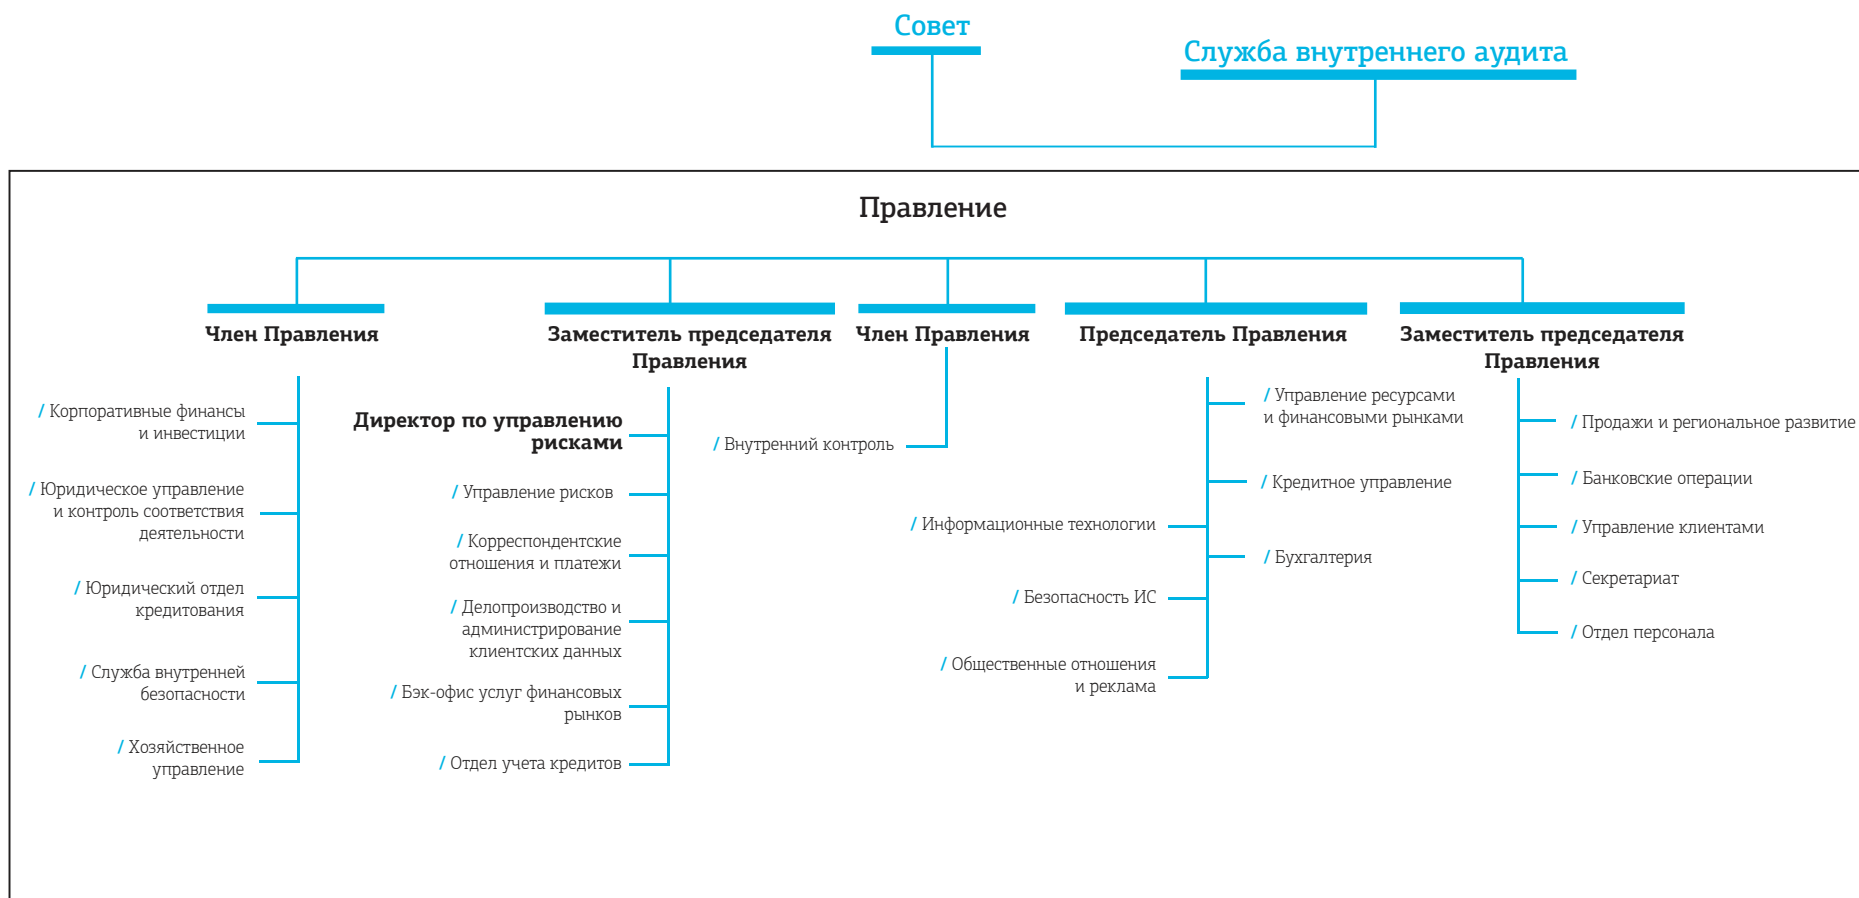 Совет
Служба внутреннего аудита
Правление
Член Правления
/ Корпоративные финансы
и инвестиции
/ Юридическое управление
и контроль соответствия
деятельности
/ Юридический отдел
кредитования
/ Служба внутренней
безопасности
/ Хозяйственное
управление
Заместитель председателя
Правления
Директор по управлению
рисками
/ Управление рисков
/ Корреспондентские
отношения и платежи
/ Делопроизводство и
администрирование
клиентских данных
/ Бэк-офис услуг финансовых
рынков
/ Отдел учета кредитов
Член Правления
/ Внутренний контроль
Председатель Правления
/ Управление ресурсами
и финансовыми рынками
/ Кредитное управление
/ Информационные технологии
/ Бухгалтерия
/ Безопасность ИС
/ Общественные отношения
и реклама
Заместитель председателя
Правления
/ Продажи и региональное развитие
/ Банковские операции
/ Управление клиентами
/ Секретариат
/ Отдел персонала